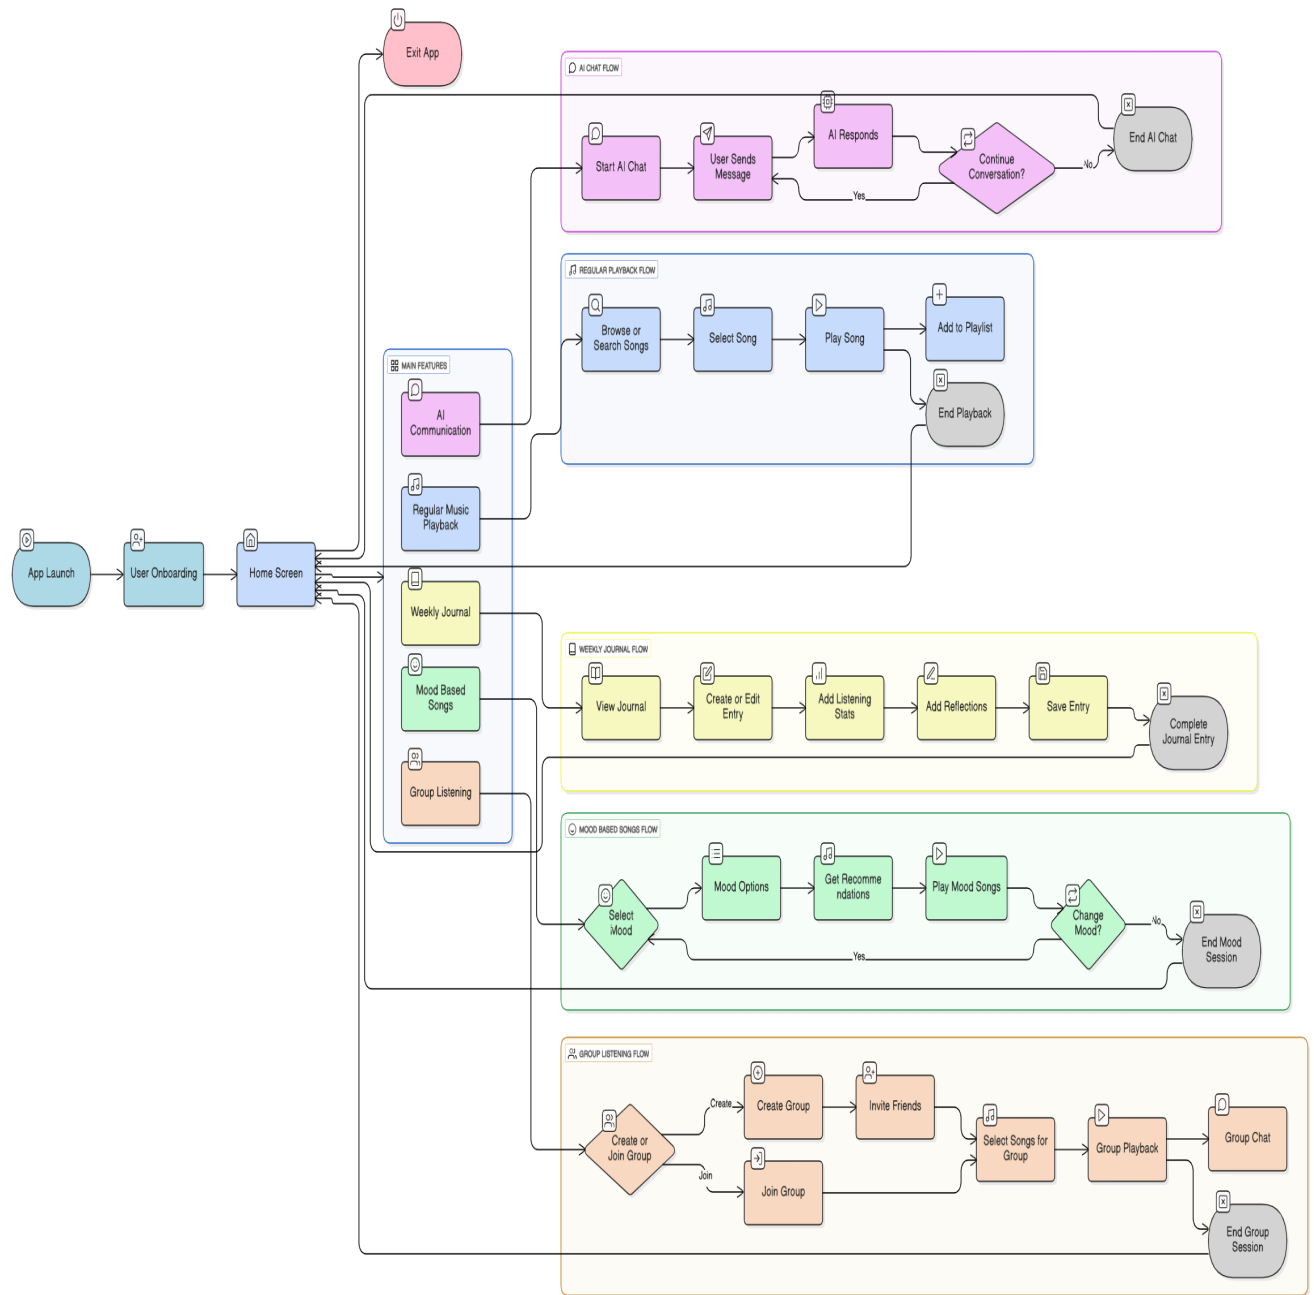 Exit App
AI CHAT FLOW
Start AI Chat
User Sends
Message
AI Responds
Continue
Conversation?
Yes
No
End AI Chat
REGULAR PLAYBACK FLOW
Browse or
Search Songs
Select Song
Play Song
Add to Playlist
End Playback
MAIN FEATURES
AI
Communication
Regular Music
Playback
Weekly Journal
Mood Based
Songs
Group Listening
App Launch
User Onboarding
Home Screen
WEEKLY JOURNAL FLOW
View Journal
Create or Edit
Entry
Add Listening
Stats
Add Reflections
Save Entry
Complete
Journal Entry
MOOD BASED SONGS FLOW
Select
Mood
Mood Options
Get Recomme
ndations
Play Mood Songs
Change
Mood?
Yes
No
End Mood
Session
GROUP LISTENING FLOW
Create or
Join Group
Create
Join
Create Group
Invite Friends
Join Group
Select Songs for
Group
Group Playback
Group Chat
End Group
Session